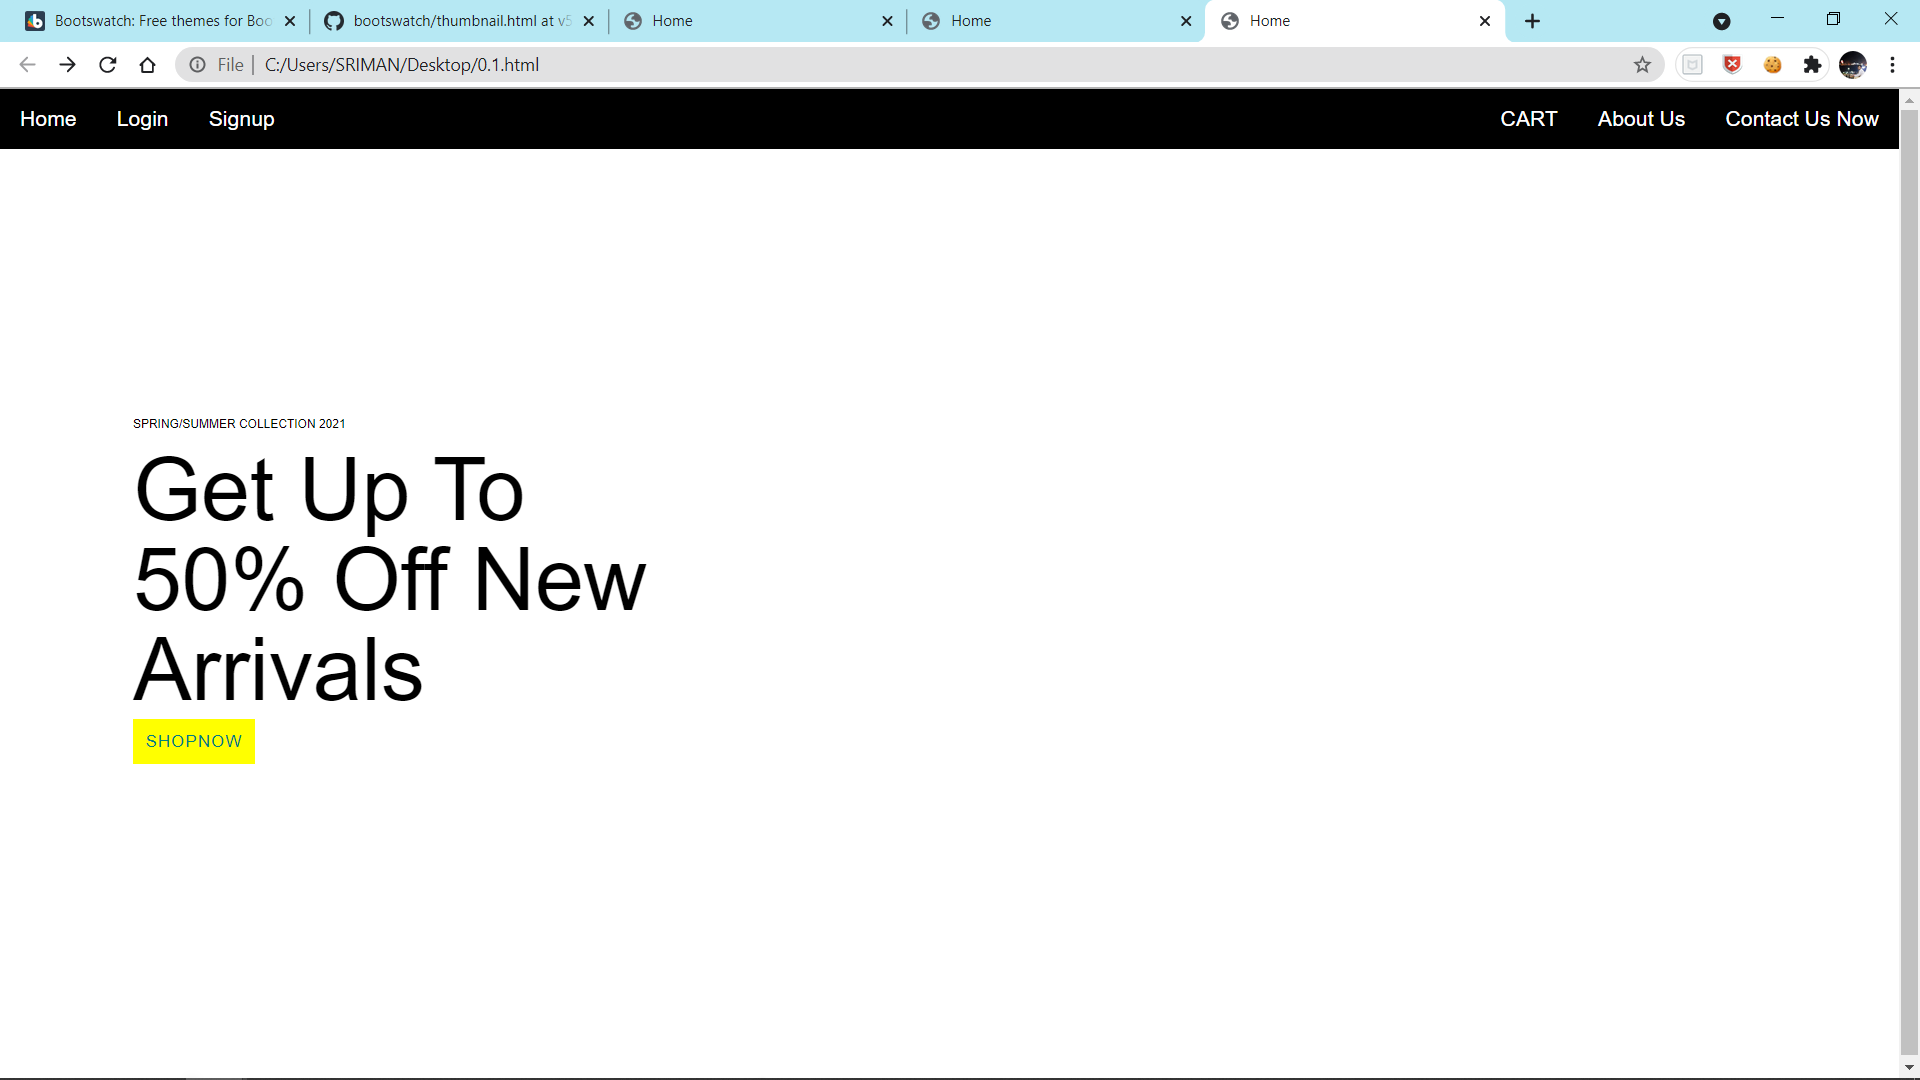 Bootswatch: Free themes for Boo
bootswatch/thumbnail.html at v5
Home
Home
Home
File
C:/Users/SRIMAN/Desktop/0.1.html
Home
Login
Signup
CART
About Us
Contact Us Now
SPRING/SUMMER COLLECTION 2021
Get Up To
50% Off New
Arrivals
SHOPNOW